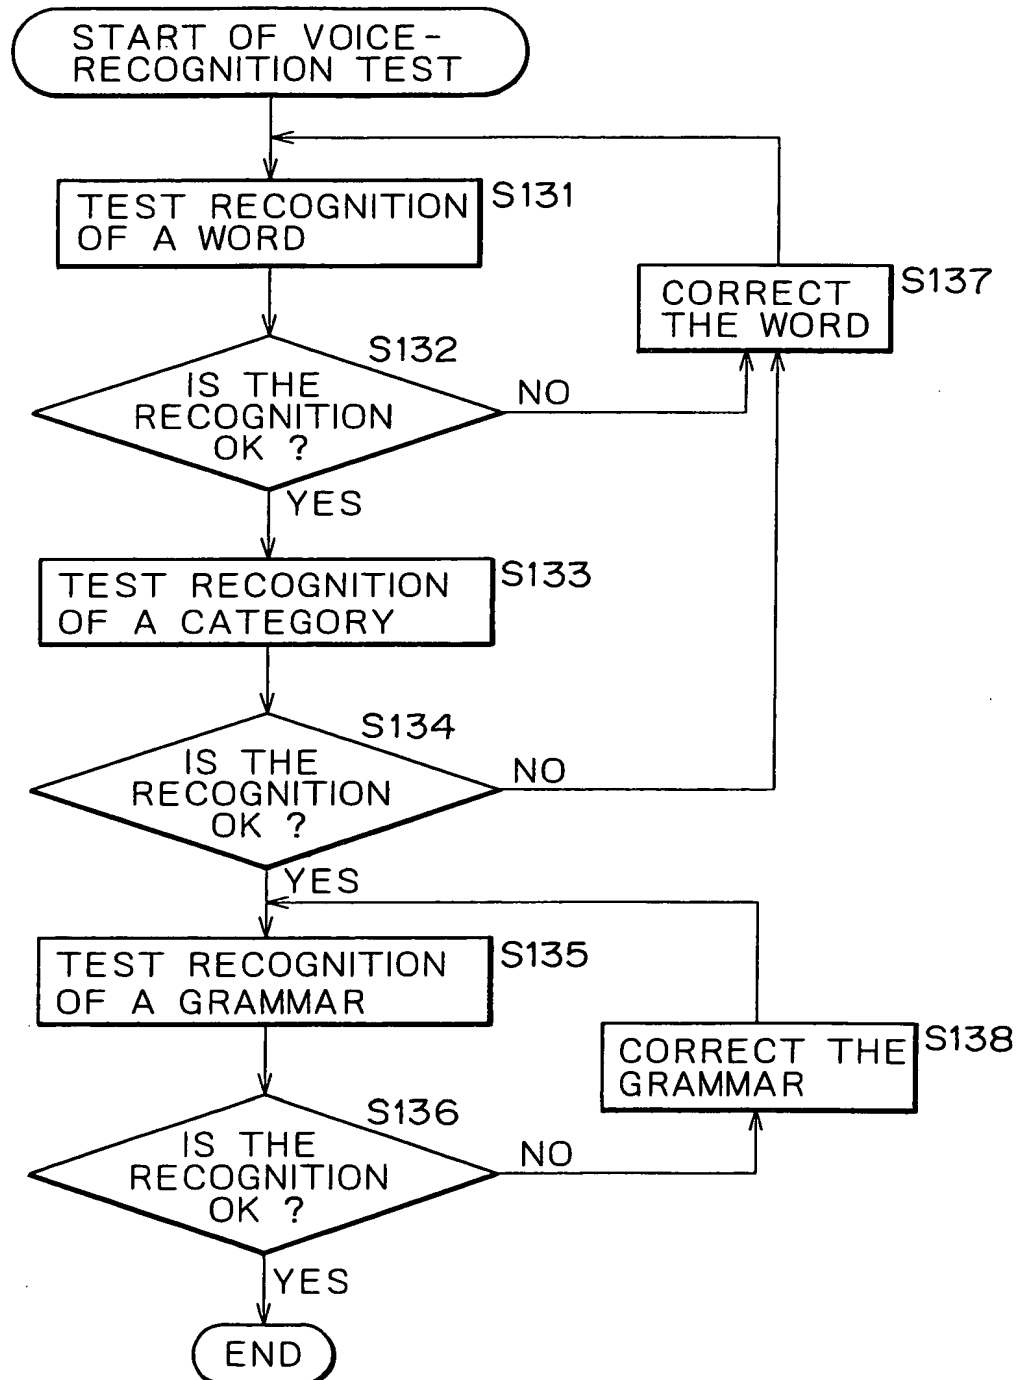 START OF VOICE-
RECOGNITION TEST
TEST RECOGNITION
OF A WORD
S131
CORRECT
THE WORD
S137
S132
IS THE
RECOGNITION
OK ?
NO
YES
TEST RECOGNITION
OF A CATEGORY
S133
S134
IS THE
RECOGNITION
OK ?
NO
YES
TEST RECOGNITION
OF A GRAMMAR
S135
CORRECT THE
GRAMMAR
S138
S136
IS THE
RECOGNITION
OK ?
NO
YES
END